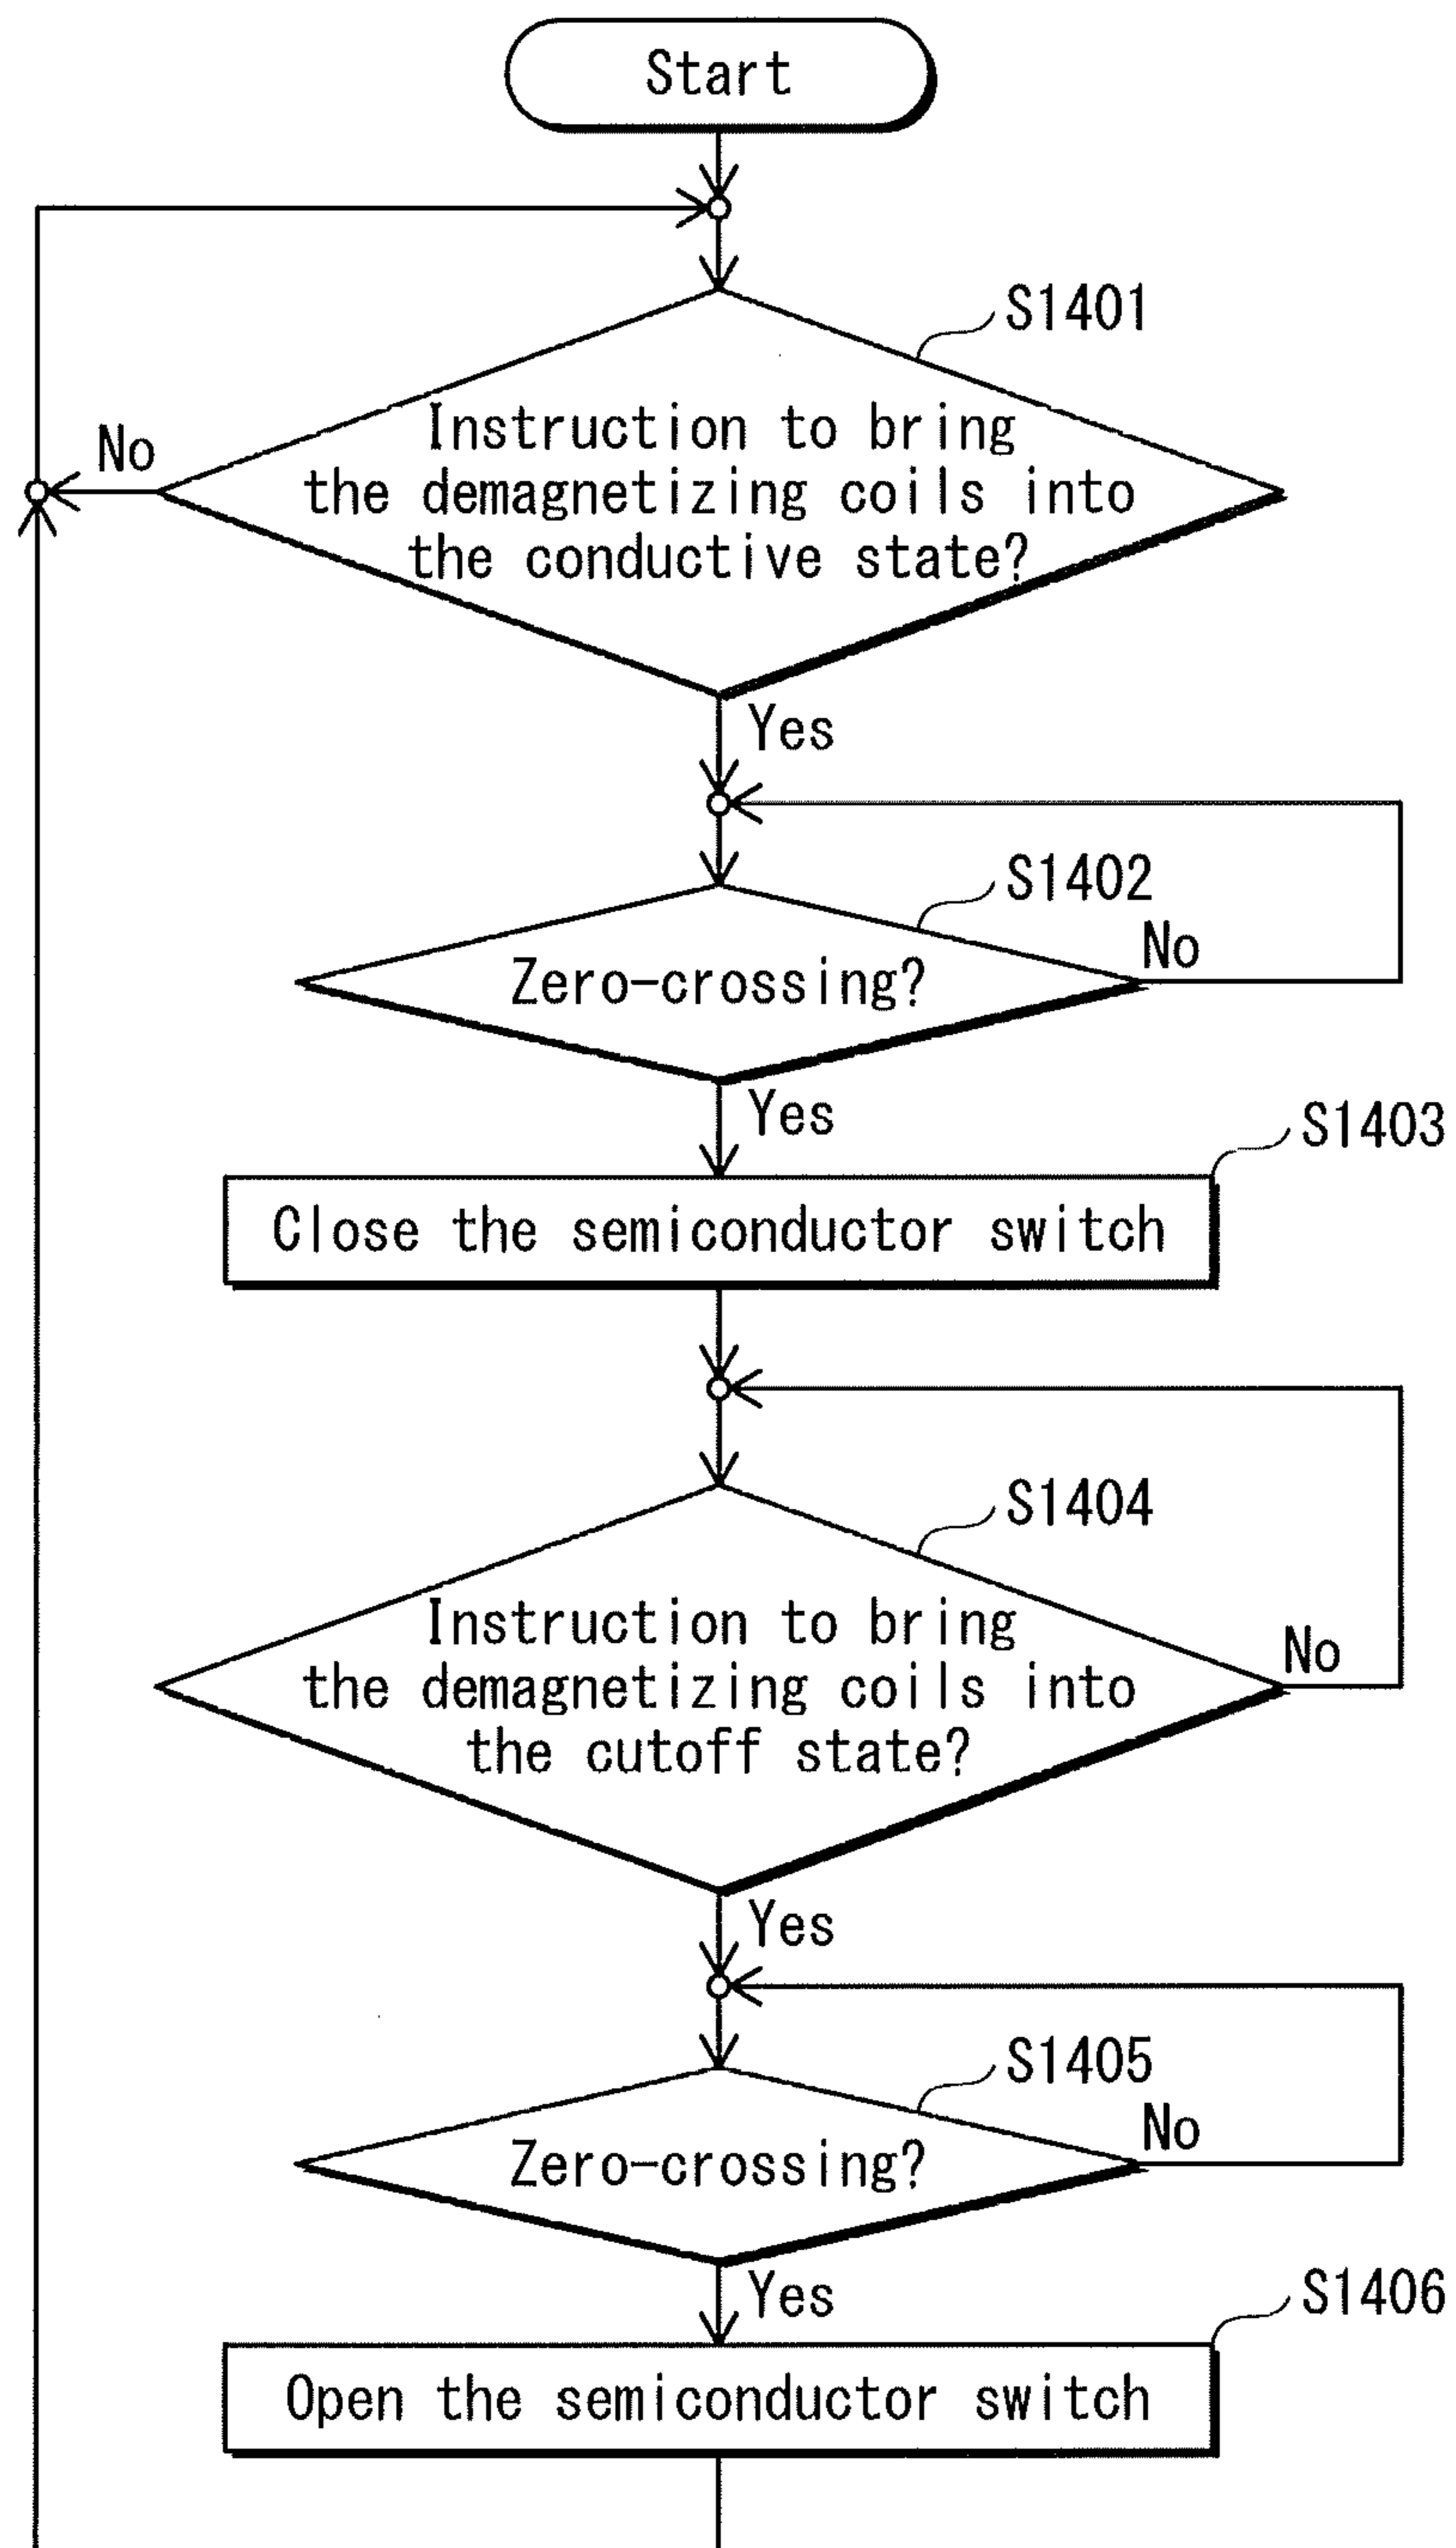 Start
S1401
Instruction to bring
the demagnetizing coils into
the conductive state?
No
Yes
S1402
Zero-crossing?
No
Yes
S1403
Close the semiconductor switch
S1404
Instruction to bring
the demagnetizing coils into
the cutoff state?
No
Yes
S1405
Zero-crossing?
No
Yes
S1406
Open the semiconductor switch